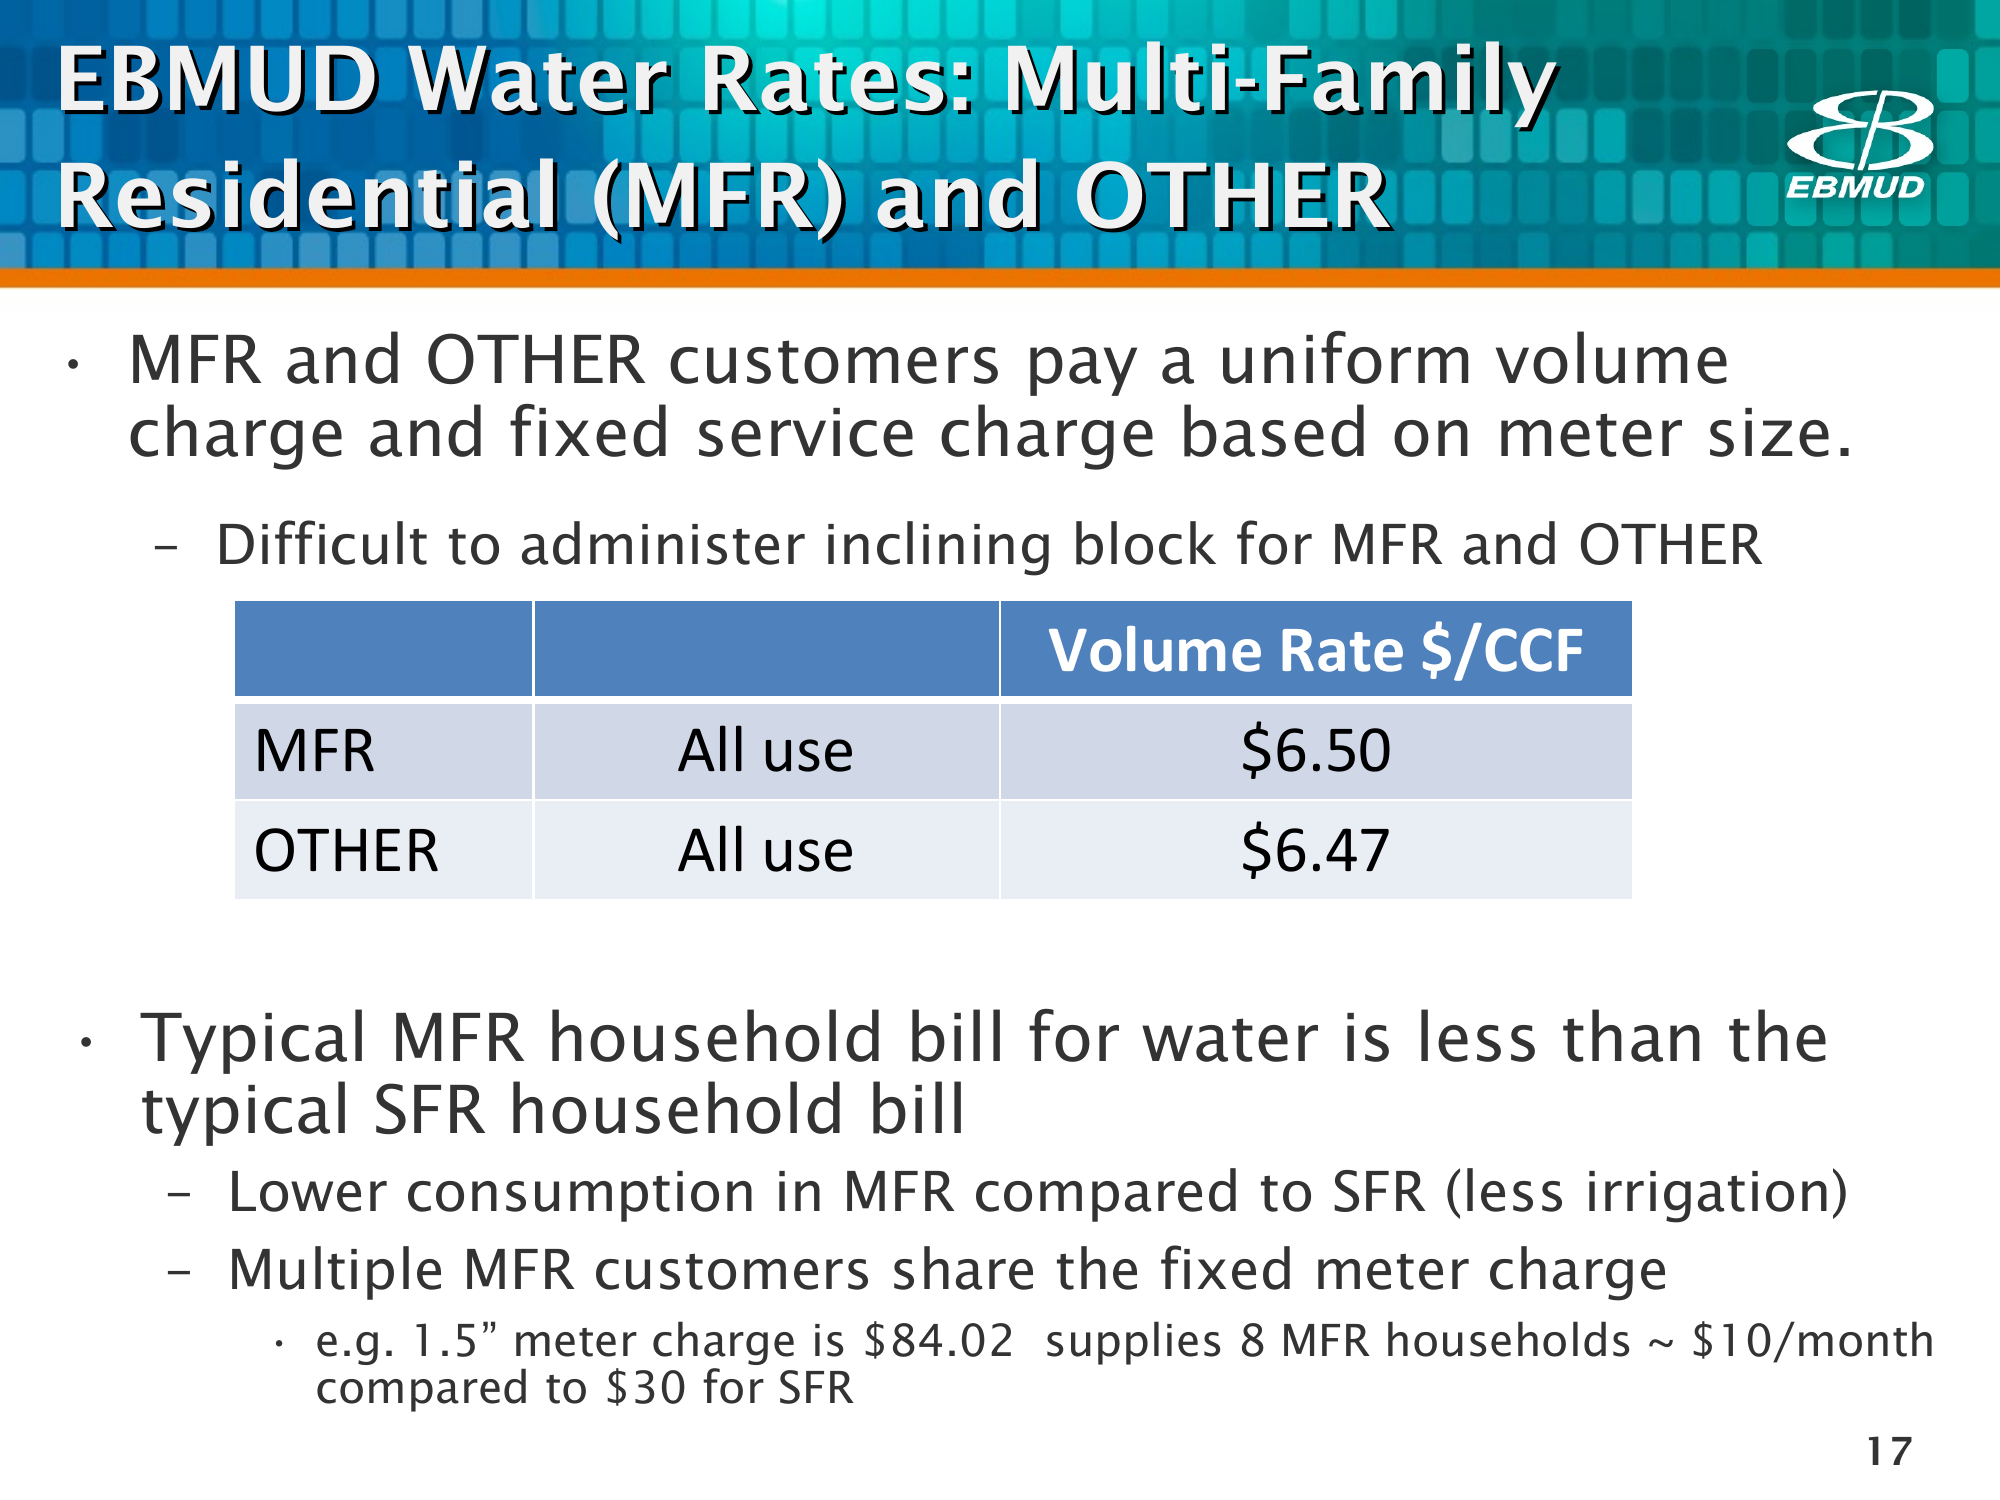 EBMUD Water Rates: Multi-Family
Residential (MFR) and OTHER
EBMUD
• MFR and OTHER customers pay a uniform volume
charge and fixed service charge based on meter size.
– Difficult to administer inclining block for MFR and OTHER
Volume Rate $/CCF
MFR All use $6.50
OTHER All use $6.47
• Typical MFR household bill for water is less than the
typical SFR household bill
– Lower consumption in MFR compared to SFR (less irrigation)
– Multiple MFR customers share the fixed meter charge
• e.g. 1.5” meter charge is $84.02  supplies 8 MFR households ~ $10/month
compared to $30 for SFR
17